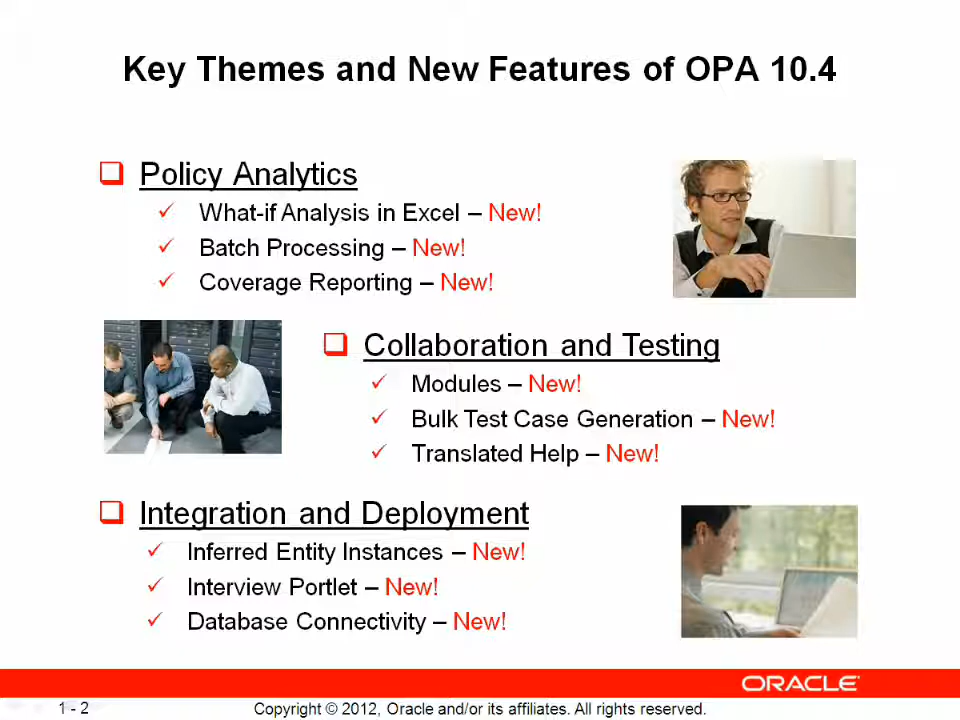 Key Themes and New Features of OPA 10.4
Policy Analytics
What-if Analysis in Excel – New!
Batch Processing – New!
Coverage Reporting – New!
Collaboration and Testing
Modules – New!
Bulk Test Case Generation – New!
Translated Help – New!
Integration and Deployment
Inferred Entity Instances – New!
Interview Portlet – New!
Database Connectivity – New!
ORACLE
1 - 2
Copyright © 2012, Oracle and/or its affiliates. All rights reserved.